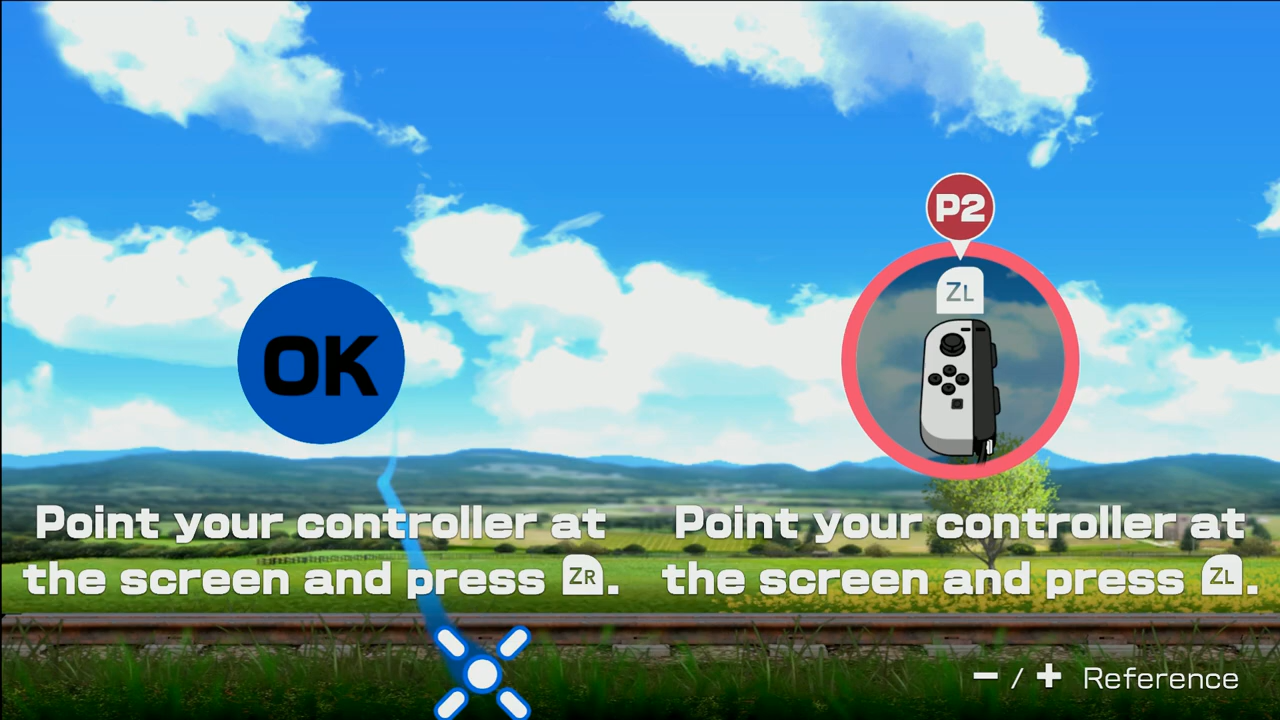 P2
ZL
OK
Point your controller at
the screen and press ZR.
Point your controller at
the screen and press ZL.
− / + Reference